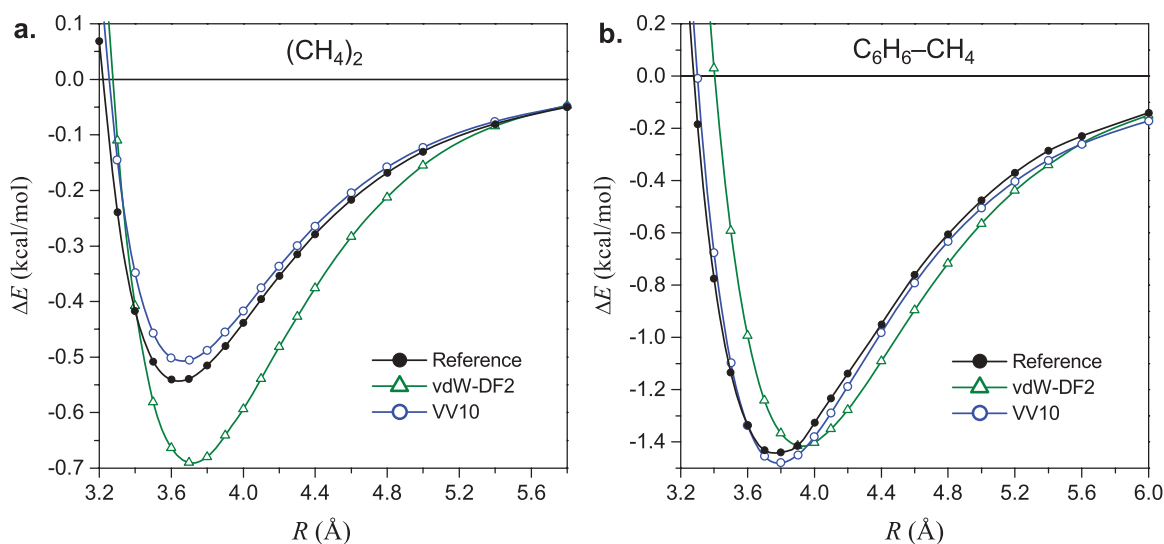 a.
(CH₄)₂
0.1
0.0
-0.1
-0.2
-0.3
-0.4
-0.5
-0.6
-0.7
ΔE (kcal/mol)
Reference
vdW-DF2
VV10
3.2 3.6 4.0 4.4 4.8 5.2 5.6
R (Å)
b.
C₆H₆–CH₄
0.2
0.0
-0.2
-0.4
-0.6
-0.8
-1.0
-1.2
-1.4
ΔE (kcal/mol)
Reference
vdW-DF2
VV10
3.2 3.6 4.0 4.4 4.8 5.2 5.6 6.0
R (Å)